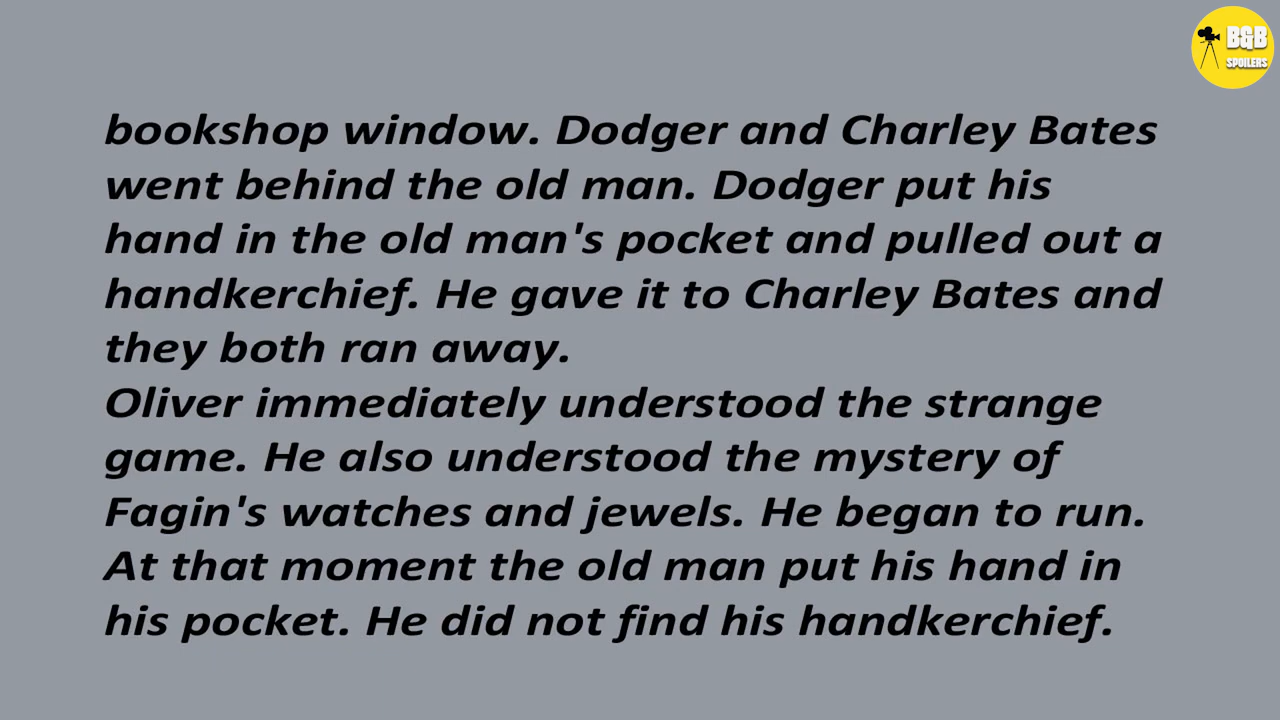 B&B
SPOILERS
bookshop window. Dodger and Charley Bates
went behind the old man. Dodger put his
hand in the old man's pocket and pulled out a
handkerchief. He gave it to Charley Bates and
they both ran away.
Oliver immediately understood the strange
game. He also understood the mystery of
Fagin's watches and jewels. He began to run.
At that moment the old man put his hand in
his pocket. He did not find his handkerchief.